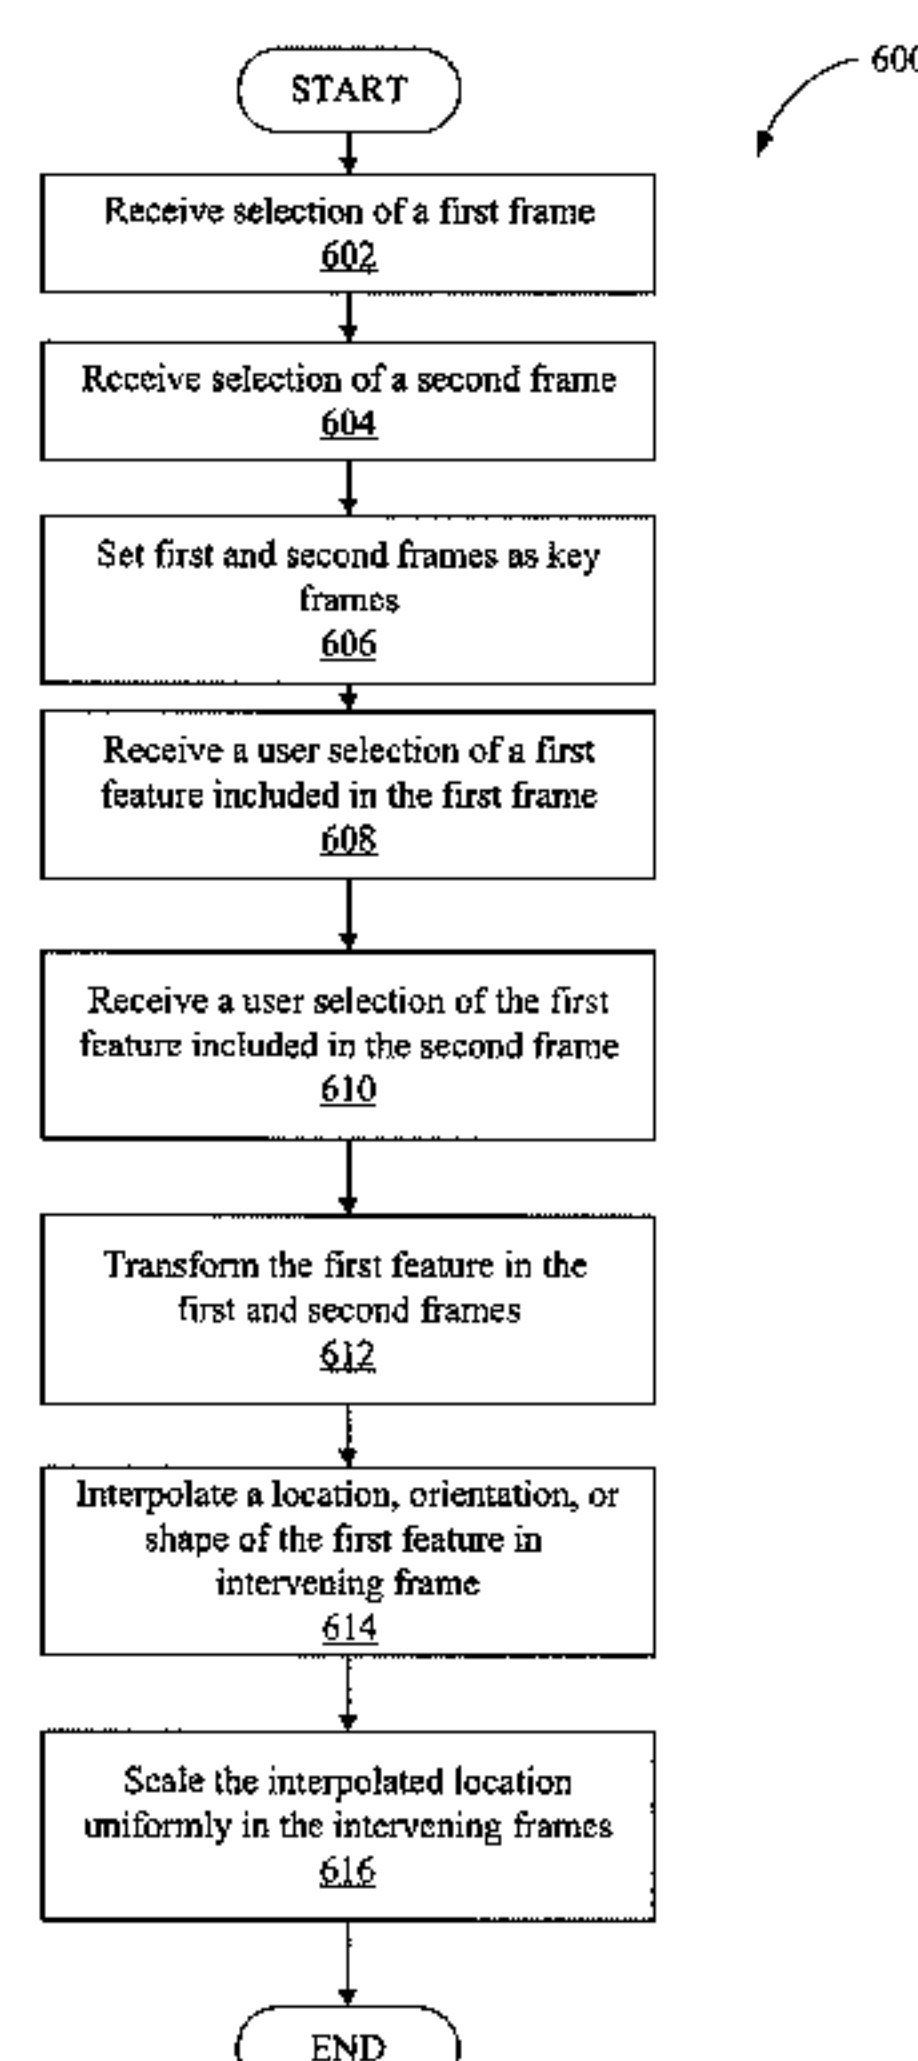 START
600
Receive selection of a first frame
602
Receive selection of a second frame
604
Set first and second frames as key
frames
606
Receive a user selection of a first
feature included in the first frame
608
Receive a user selection of the first
feature included in the second frame
610
Transform the first feature in the
first and second frames
612
Interpolate a location, orientation, or
shape of the first feature in
intervening frame
614
Scale the interpolated location
uniformly in the intervening frames
616
END